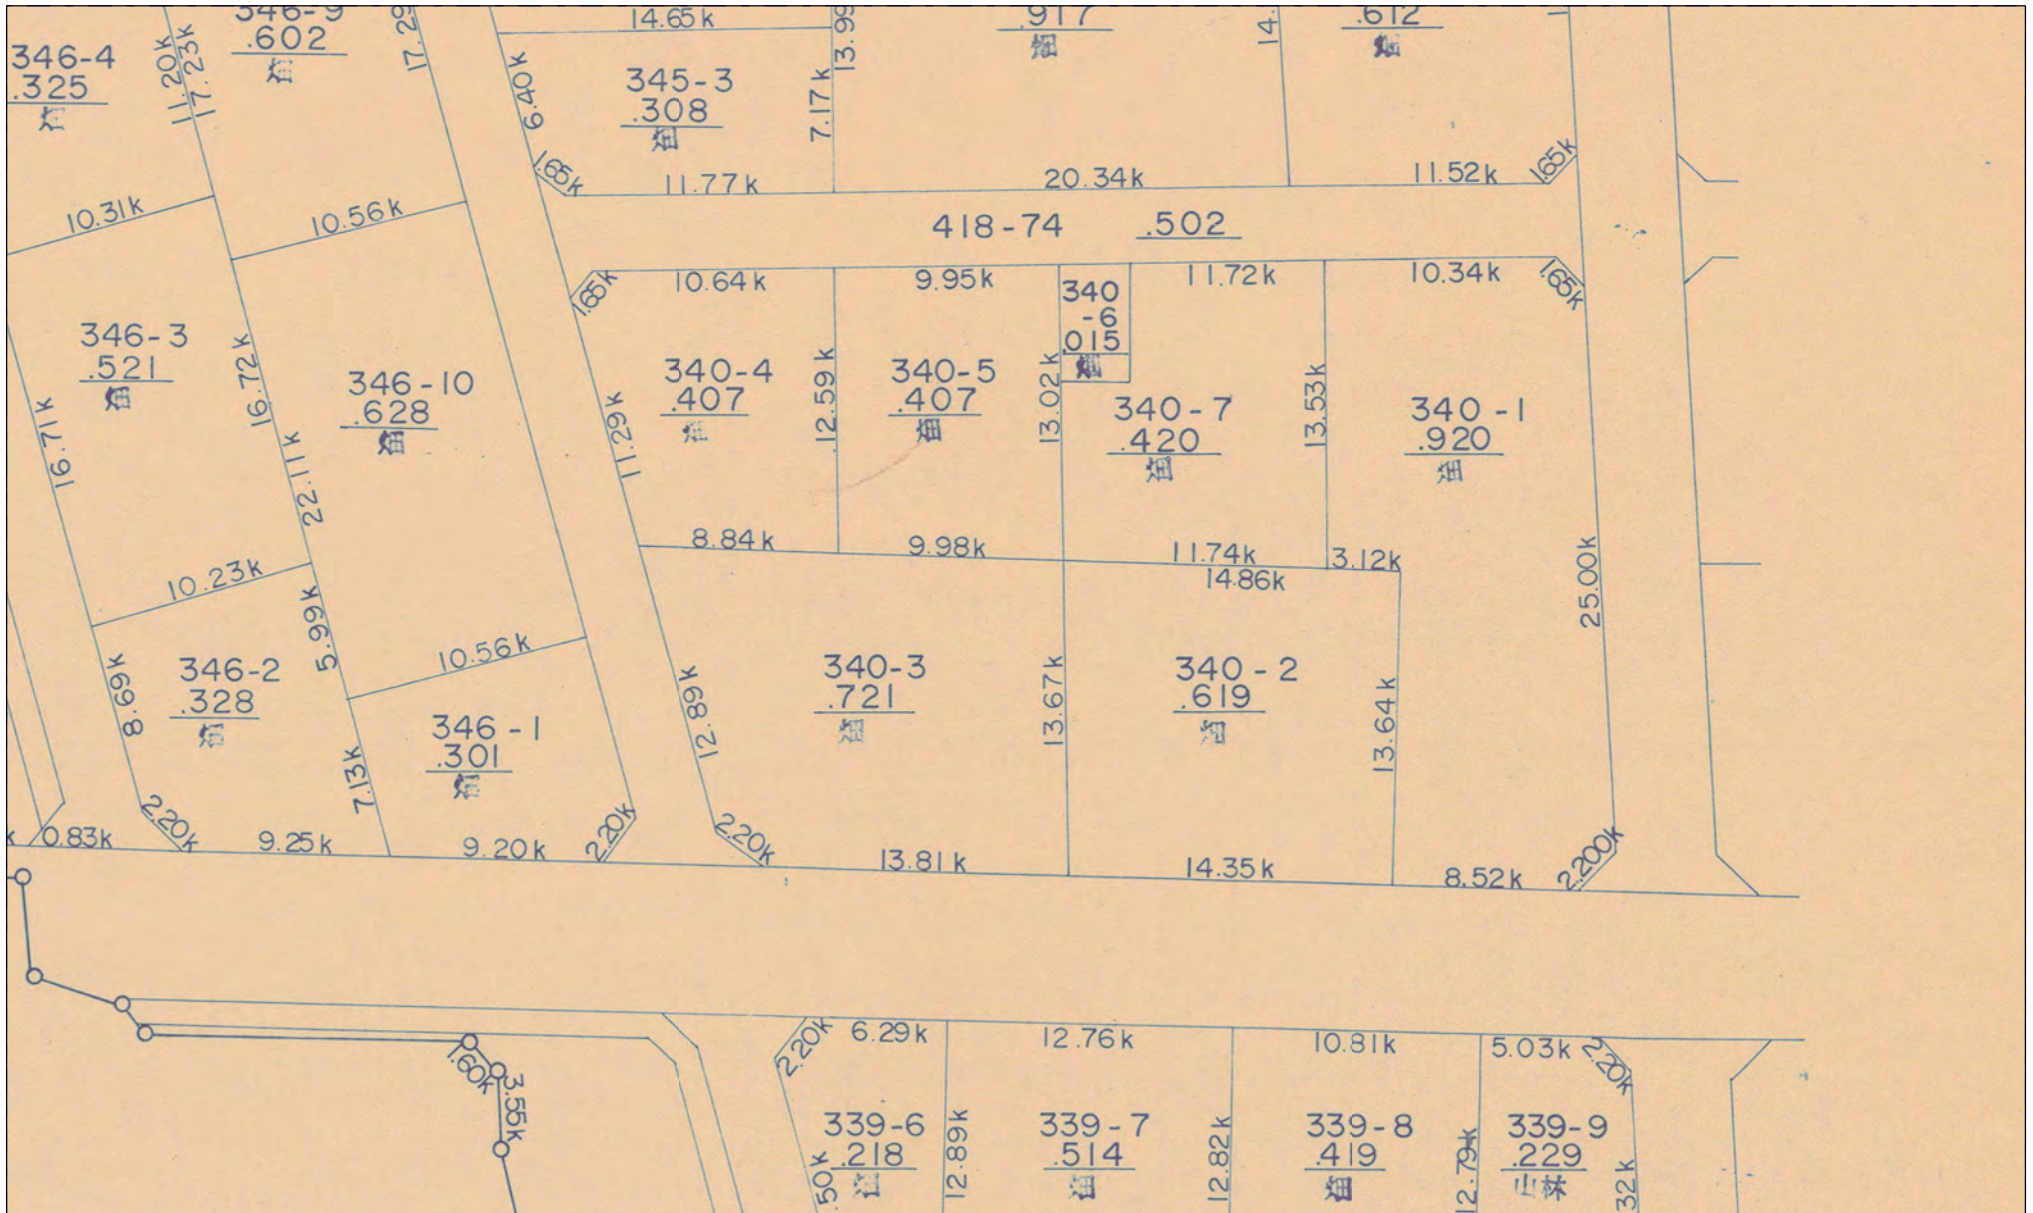 346-4
.325
11.20k
17.23k
346-9
.602
14.65k
6.40k
345-3
.308
7.17k
13.99
.917
.612
1.65k
11.77k
20.34k
11.52k
1.65k
10.31k
10.56k
418-74 .502
1.65k
10.64k
9.95k
11.72k
10.34k
1.65k
346-3
.521
16.72k
16.71k
346-10
.628
22.11k
11.29k
340-4
.407
12.59k
340-5
.407
13.02k
340
-6
.015
340-7
.420
13.53k
340-1
.920
8.84k
9.98k
11.74k
14.86k
3.12k
25.00k
10.23k
5.99k
10.56k
346-2
.328
8.69k
346-1
.301
7.13k
12.89k
340-3
.721
13.67k
340-2
.619
13.64k
0.83k
2.20k
9.25k
9.20k
2.20k
2.20k
13.81k
14.35k
8.52k
2.200k
1.60k
3.55k
2.20k
6.29k
12.76k
10.81k
5.03k
2.20k
339-6
.218
12.89k
339-7
.514
12.82k
339-8
.419
12.79k
339-9
.229
山林
.50k
32k